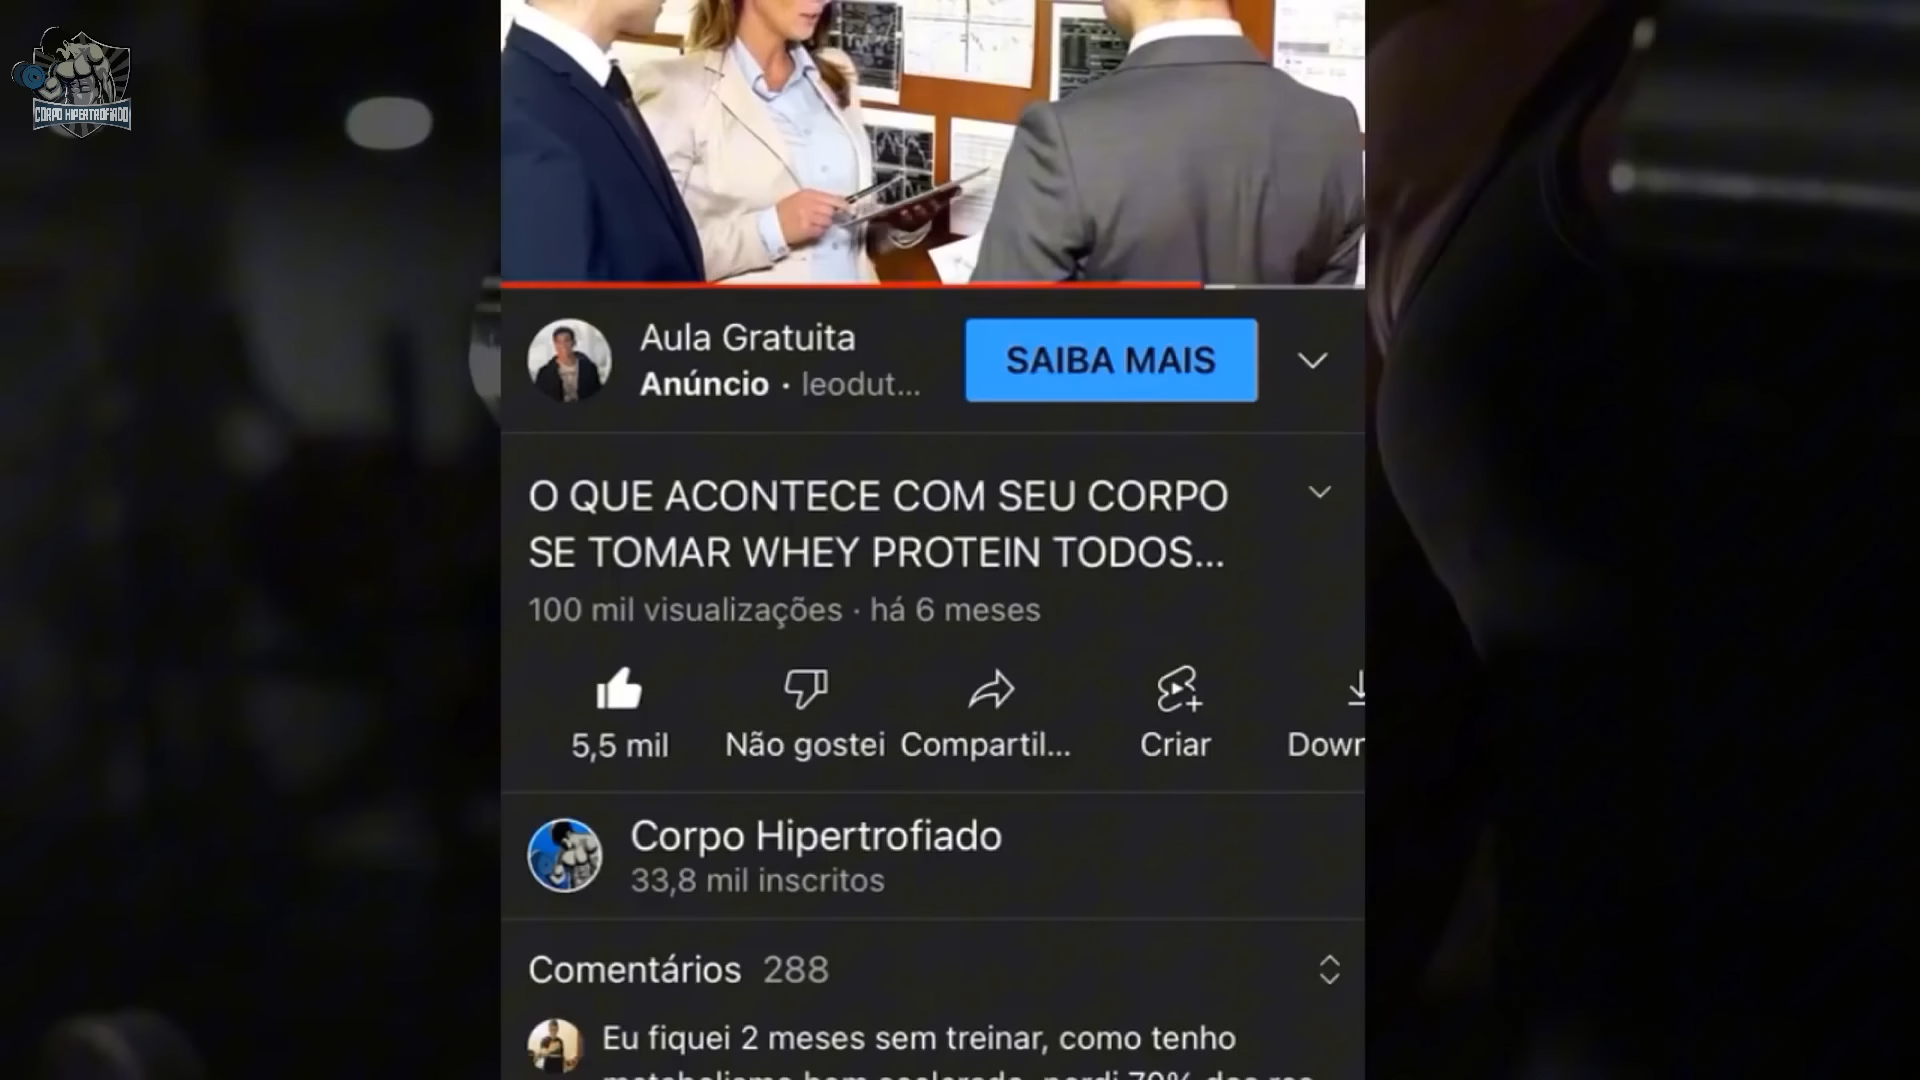 CORPO HIPERTROFIADO
Aula Gratuita
Anúncio · leodut...
SAIBA MAIS
O QUE ACONTECE COM SEU CORPO
SE TOMAR WHEY PROTEIN TODOS...
100 mil visualizações · há 6 meses
5,5 mil
Não gostei
Compartil...
Criar
Dowr
Corpo Hipertrofiado
33,8 mil inscritos
Comentários 288
Eu fiquei 2 meses sem treinar, como tenho